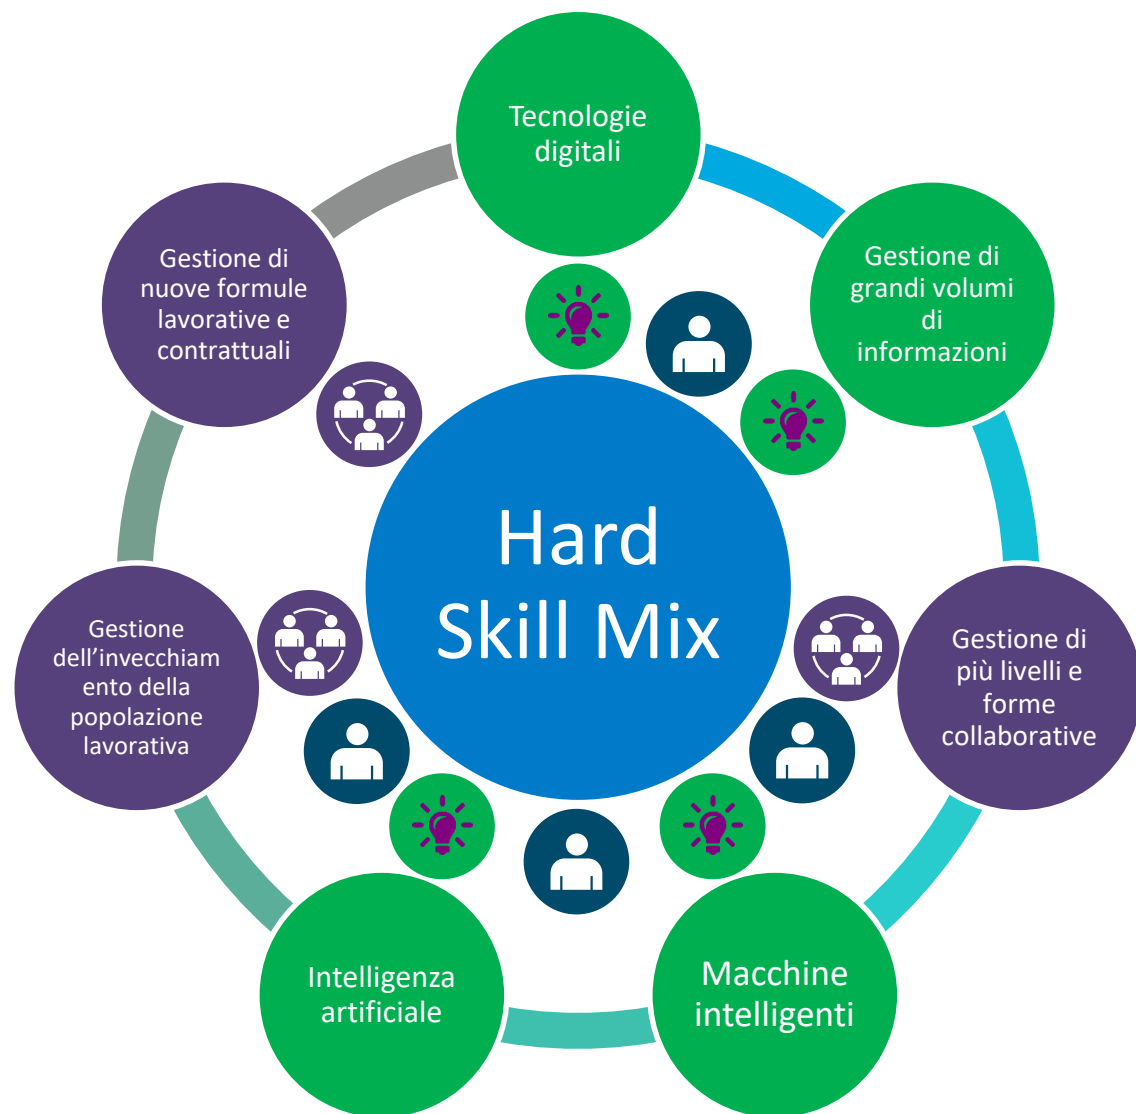 Tecnologie
digitali
Gestione di
grandi volumi
di
informazioni
Gestione di
più livelli e
forme
collaborative
Macchine
intelligenti
Intelligenza
artificiale
Gestione
dell’invecchiam
ento della
popolazione
lavorativa
Gestione di
nuove formule
lavorative e
contrattuali
Hard
Skill Mix